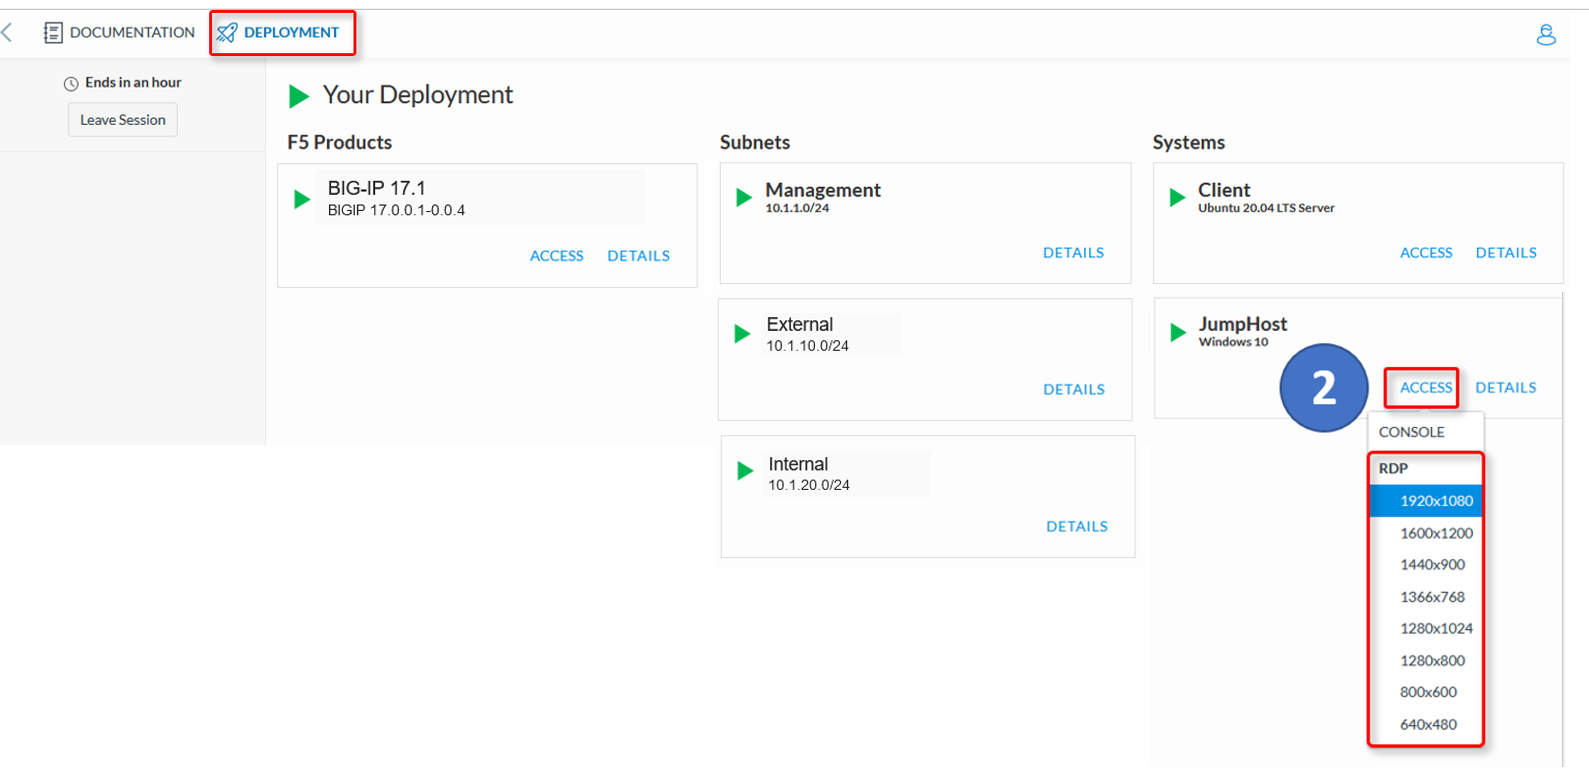 DOCUMENTATION
DEPLOYMENT
Ends in an hour
Leave Session
Your Deployment
F5 Products
BIG-IP 17.1
BIGIP 17.0.0.1-0.0.4
ACCESS DETAILS
Subnets
Management
10.1.1.0/24
DETAILS
External
10.1.10.0/24
DETAILS
Internal
10.1.20.0/24
DETAILS
Systems
Client
Ubuntu 20.04 LTS Server
ACCESS DETAILS
JumpHost
Windows 10
2
ACCESS DETAILS
CONSOLE
RDP
1920x1080
1600x1200
1440x900
1366x768
1280x1024
1280x800
800x600
640x480